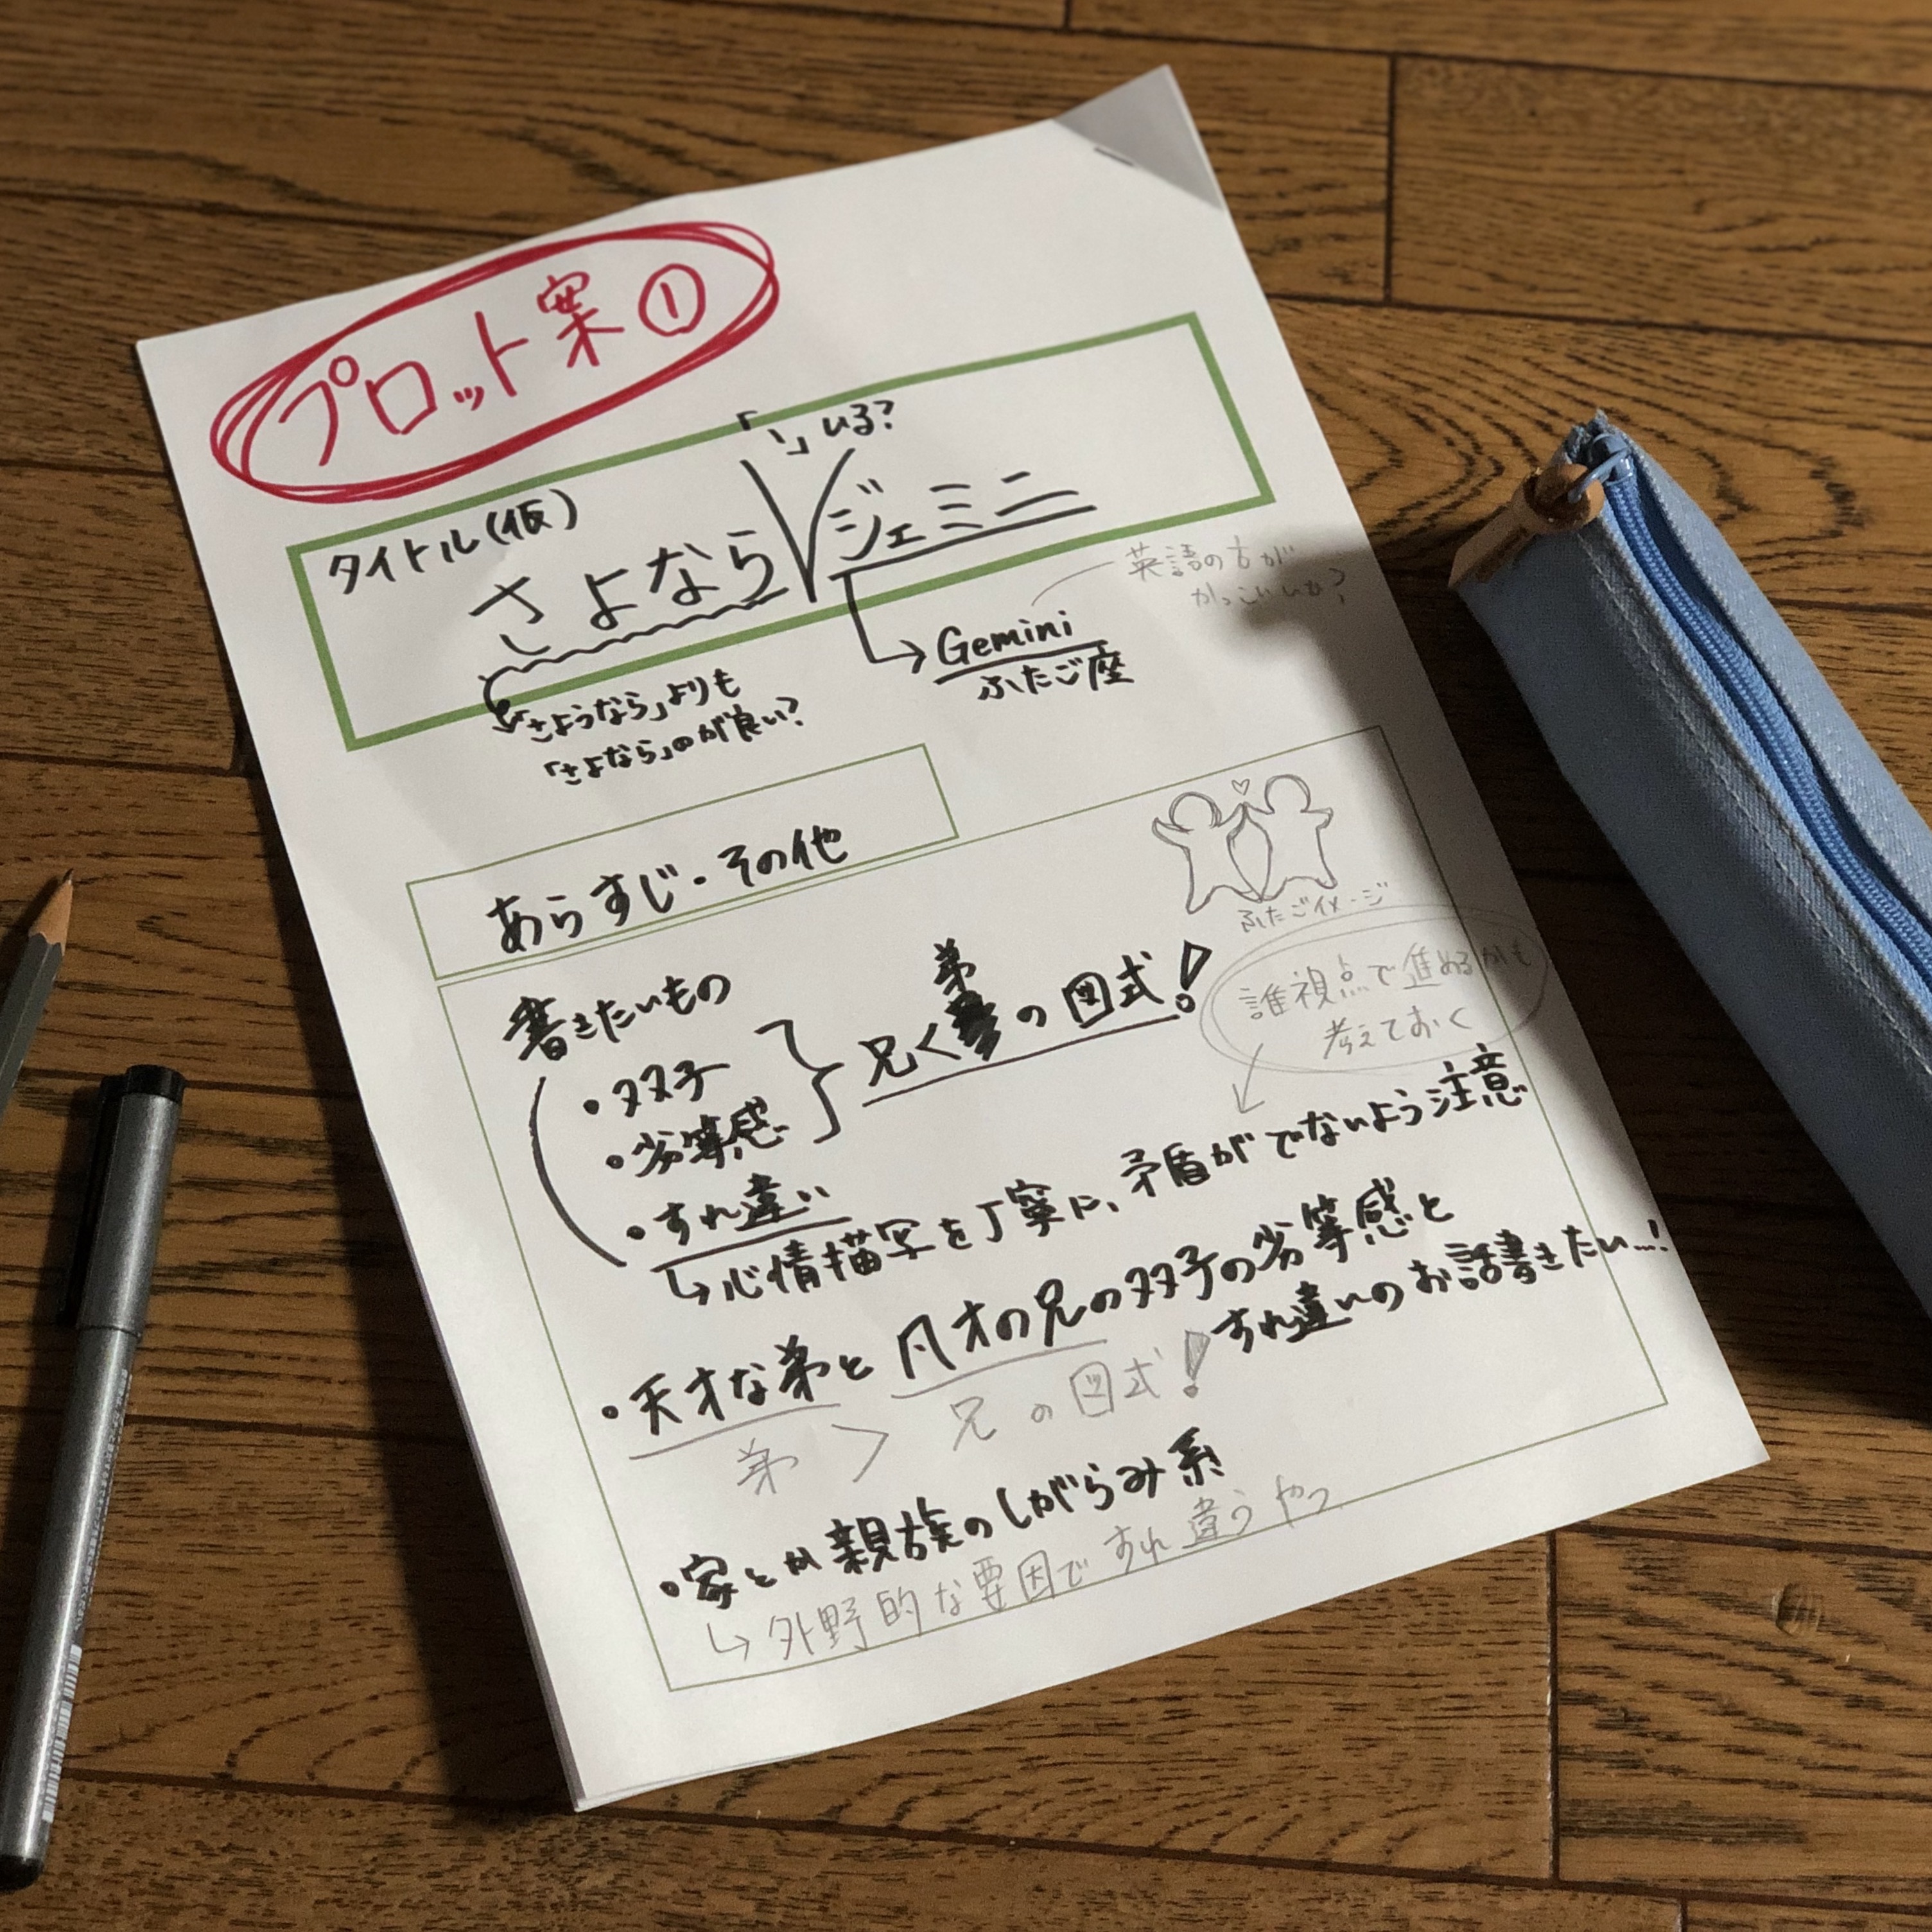 プロット案①
「、」いる?
タイトル(仮)
さよなら ジェミニ
英語の方が
かっこいいか?
Gemini
ふたご座
「さようなら」よりも
「さよなら」のが良い?
あらすじ・その他
ふたごイメージ
書きたいもの
・双子
・劣等感
・すれ違い
兄<弟の図式!
誰視点で進めるかも
考えておく
↳心情描写を丁寧に、矛盾がでないよう注意
・天才な弟と凡才の兄の双子の劣等感と
すれ違いのお話書きたい…!
弟 > 兄の図式!
・家とか親族のしがらみ系
↳外野的な要因ですれ違うやつ